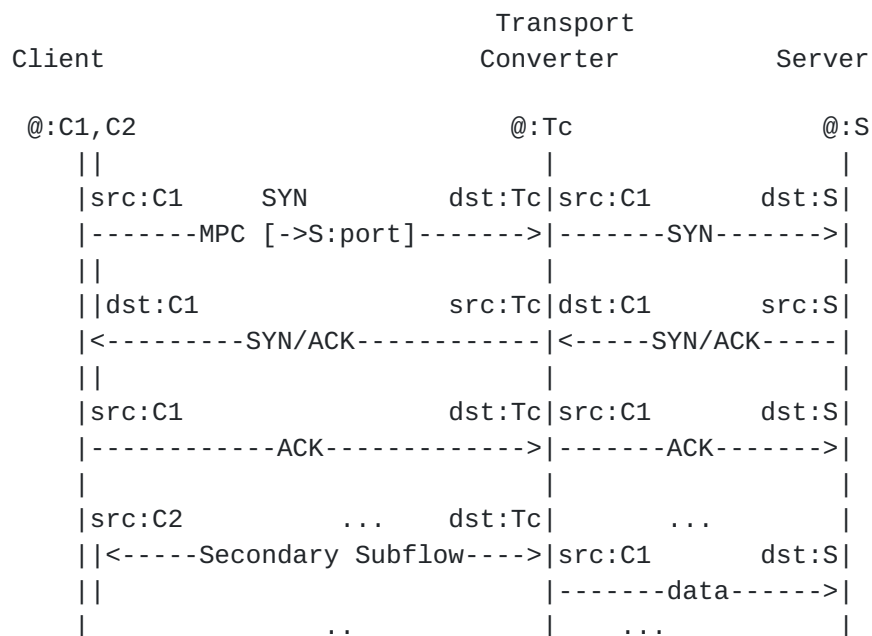 Transport
Client                       Converter          Server

 @:C1,C2                        @:Tc                @:S
    ||                            |                  |
    |src:C1     SYN         dst:Tc|src:C1       dst:S|
    |-------MPC [->S:port]------->|-------SYN------->|
    ||                            |                  |
    ||dst:C1                src:Tc|dst:C1       src:S|
    |<---------SYN/ACK------------|<-----SYN/ACK-----|
    ||                            |                  |
    |src:C1                 dst:Tc|src:C1       dst:S|
    |------------ACK------------->|-------ACK------->|
    |                             |                  |
    |src:C2          ...    dst:Tc|       ...        |
    ||<-----Secondary Subflow---->|src:C1       dst:S|
    ||                            |-------data------>|
    |               ..            |    ...           |